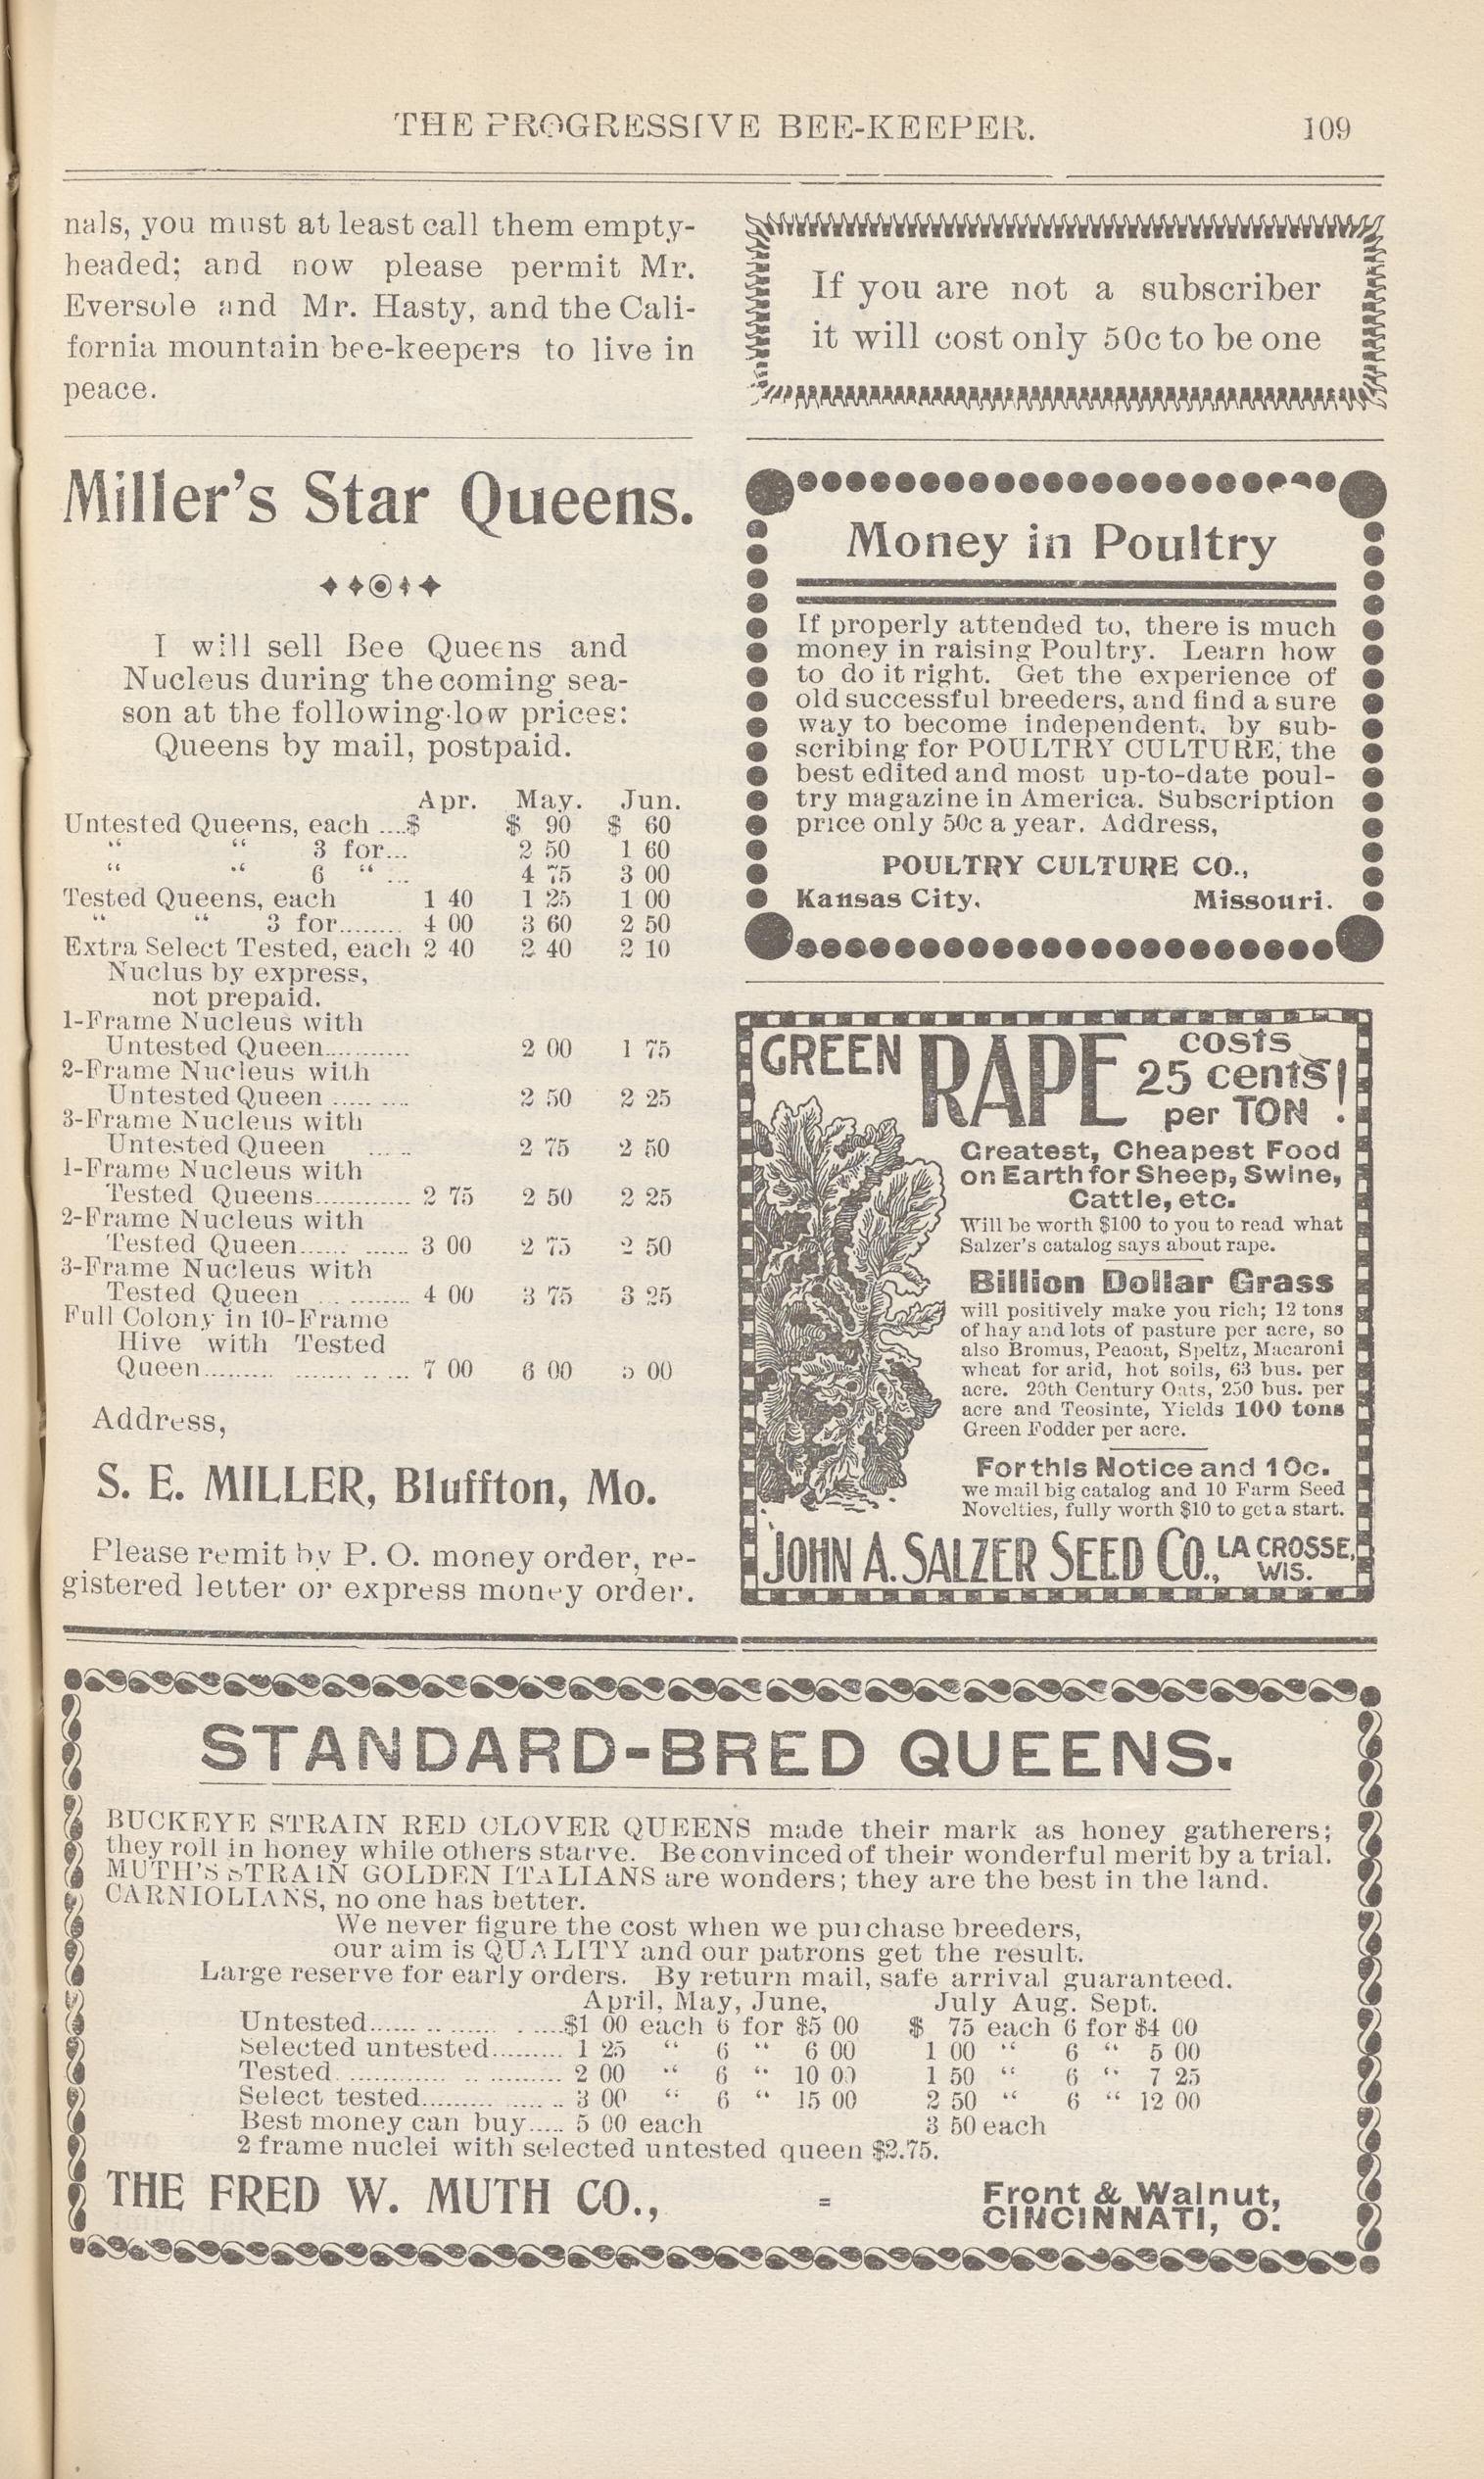 THE PROGRESSIVE BEE-KEEPER. 109
nals, you must at least call them empty-
headed; and now please permit Mr.
Eversole and Mr. Hasty, and the Cali-
fornia mountain bee-keepers to live in
peace.
Miller's Star Queens.
I will sell Bee Queens and
Nucleus during the coming sea-
son at the following low prices:
Queens by mail, postpaid.
Apr. May. Jun.
Untested Queens, each ....$ $ 90 $ 60
“ “ 3 for... 2 50 1 60
“ “ 6 “ ... 4 75 3 00
Tested Queens, each 1 40 1 25 1 00
“ “ 3 for........ 4 00 3 60 2 50
Extra Select Tested, each 2 40 2 40 2 10
Nuclus by express,
not prepaid.
1-Frame Nucleus with
Untested Queen........... 2 00 1 75
2-Frame Nucleus with
Untested Queen ..... .... 2 50 2 25
3-Frame Nucleus with
Untested Queen ... .. 2 75 2 50
1-Frame Nucleus with
Tested Queens............ 2 75 2 50 2 25
2-Frame Nucleus with
Tested Queen...... ...... 3 00 2 75 2 50
3-Frame Nucleus with
Tested Queen ... ........ 4 00 3 75 3 25
Full Colony in 10-Frame
Hive with Tested
Queen......... ........ .. ... 7 00 6 00 5 00
Address,
S. E. MILLER, Bluffton, Mo.
Please remit by P. O. money order, re-
gistered letter or express money order.
If you are not a subscriber
it will cost only 50c to be one
Money in Poultry
If properly attended to, there is much
money in raising Poultry. Learn how
to do it right. Get the experience of
old successful breeders, and find a sure
way to become independent, by sub-
scribing for POULTRY CULTURE, the
best edited and most up-to-date poul-
try magazine in America. Subscription
price only 50c a year. Address,
POULTRY CULTURE CO.,
Kansas City, Missouri.
GREEN RAPE costs
25 cents
per TON !
Greatest, Cheapest Food
on Earth for Sheep, Swine,
Cattle, etc.
Will be worth $100 to you to read what
Salzer's catalog says about rape.
Billion Dollar Grass
will positively make you rich; 12 tons
of hay and lots of pasture per acre, so
also Bromus, Peaoat, Speltz, Macaroni
wheat for arid, hot soils, 63 bus. per
acre. 20th Century Oats, 250 bus. per
acre and Teosinte, Yields 100 tons
Green Fodder per acre.
For this Notice and 10c.
we mail big catalog and 10 Farm Seed
Novelties, fully worth $10 to get a start.
JOHN A. SALZER SEED CO., LA CROSSE,
WIS.
STANDARD-BRED QUEENS.
BUCKEYE STRAIN RED CLOVER QUEENS made their mark as honey gatherers;
they roll in honey while others starve. Be convinced of their wonderful merit by a trial.
MUTH'S STRAIN GOLDEN ITALIANS are wonders; they are the best in the land.
CARNIOLIANS, no one has better.
We never figure the cost when we purchase breeders,
our aim is QUALITY and our patrons get the result.
Large reserve for early orders. By return mail, safe arrival guaranteed.
April, May, June, July Aug. Sept.
Untested...... .. ....... . .....$1 00 each 6 for $5 00 $ 75 each 6 for $4 00
Selected untested......... 1 25 “ 6 “ 6 00 1 00 “ 6 “ 5 00
Tested. ............. .. .......... 2 00 “ 6 “ 10 00 1 50 “ 6 “ 7 25
Select tested......... ...... .. 3 00 “ 6 “ 15 00 2 50 “ 6 “ 12 00
Best money can buy..... 5 00 each 3 50 each
2 frame nuclei with selected untested queen $2.75.
THE FRED W. MUTH CO., = Front & Walnut,
CINCINNATI, O.